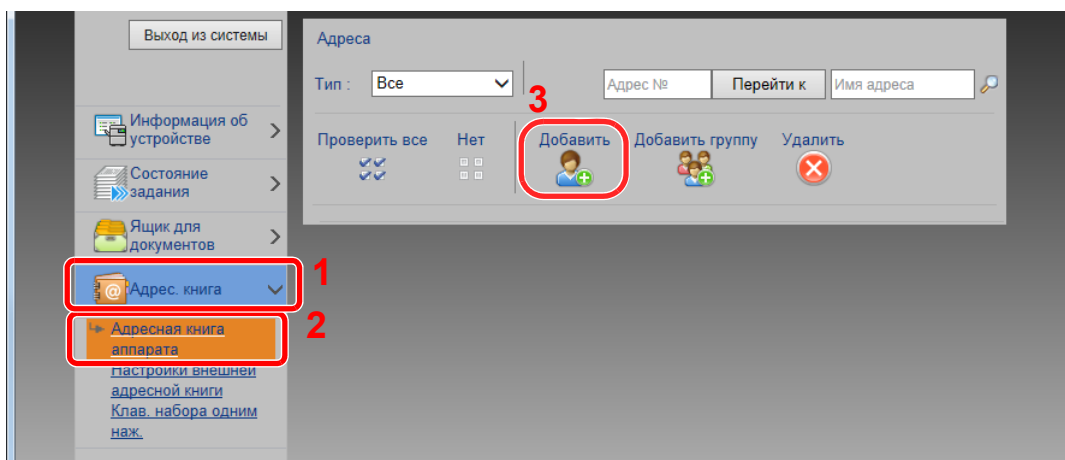 Выход из системы
Информация об
устройстве
Состояние
задания
Ящик для
документов
Адрес. книга
1
Адресная книга
аппарата
2
Настройки внешней
адресной книги
Клав. набора одним
наж.
Адреса
Тип : Все
Адрес № Перейти к Имя адреса
3
Проверить все Нет Добавить Добавить группу Удалить